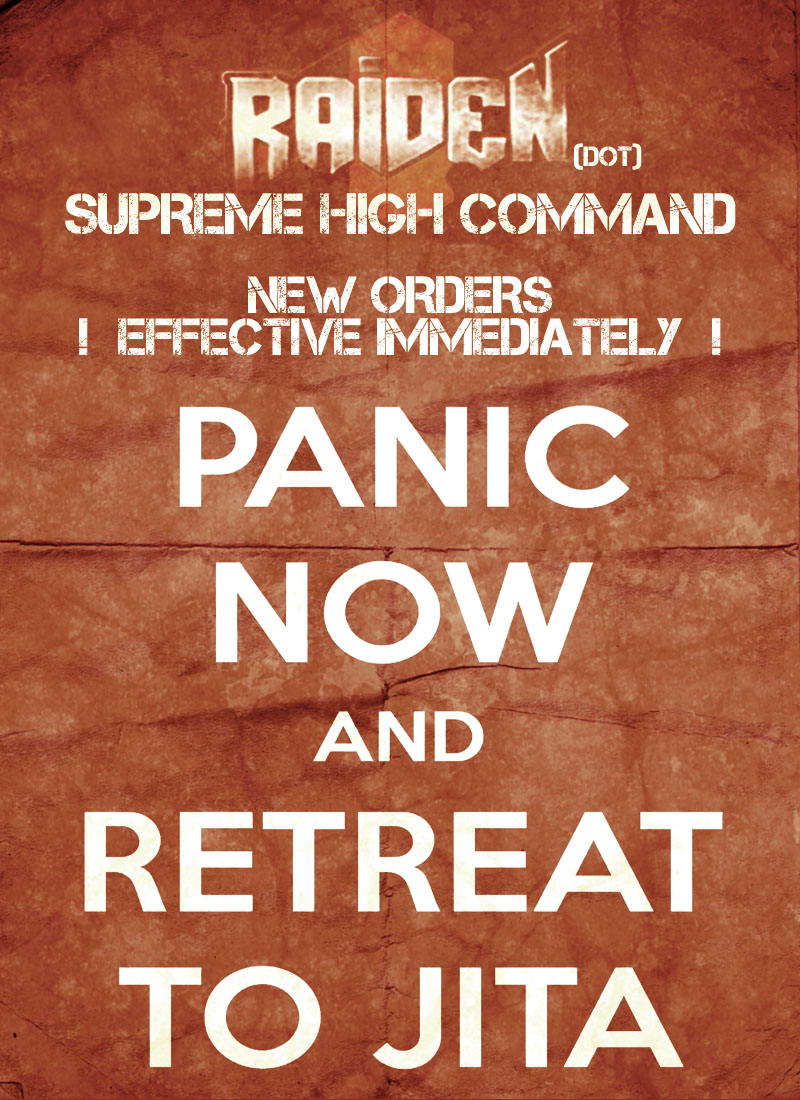 RAiDEN
(DOT)
SUPREME HIGH COMMAND
NEW ORDERS
! EFFECTIVE IMMEDIATELY !
PANIC
NOW
AND
RETREAT
TO JITA